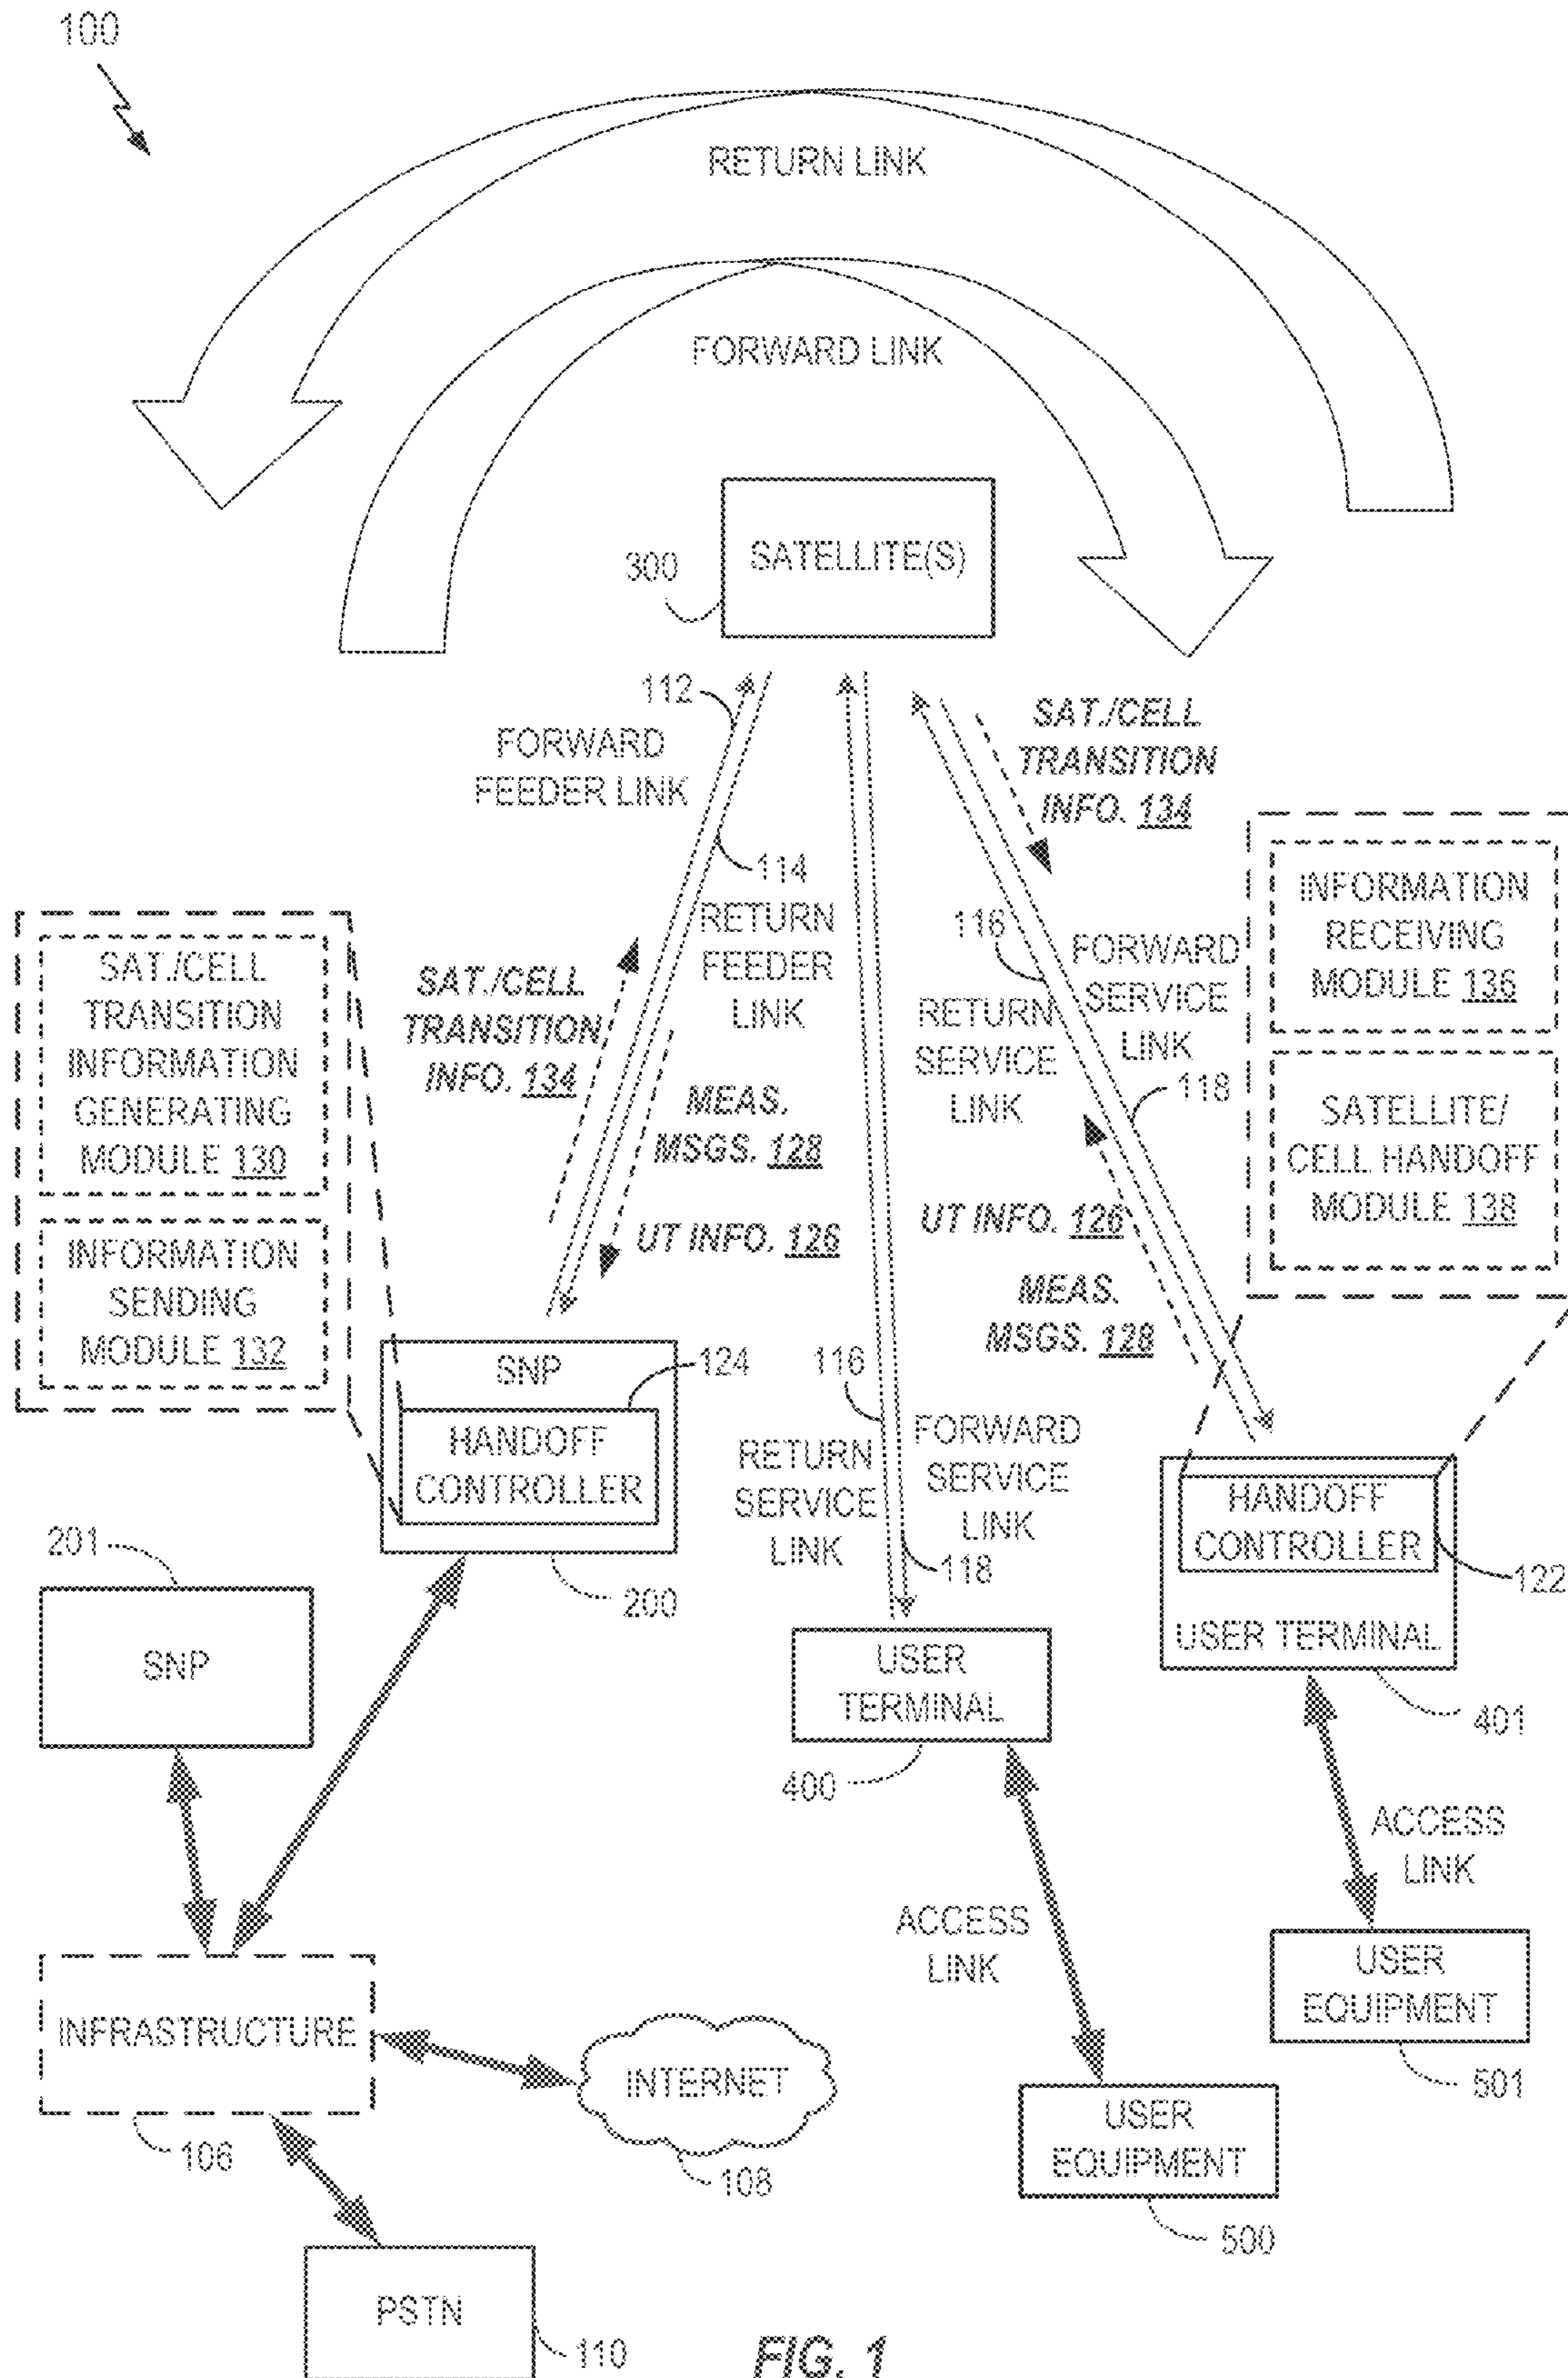 100
RETURN LINK
FORWARD LINK
SATELLITE(S)
300
112
FORWARD
FEEDER LINK
SAT./CELL
TRANSITION
INFO. 134
114
RETURN
FEEDER
LINK
116
FORWARD
SERVICE
LINK
RETURN
SERVICE
LINK
118
INFORMATION
RECEIVING
MODULE 136
SATELLITE/
CELL HANDOFF
MODULE 138
SAT./CELL
TRANSITION
INFORMATION
GENERATING
MODULE 130
INFORMATION
SENDING
MODULE 132
SAT./CELL
TRANSITION
INFO. 134
MEAS.
MSGS. 128
UT INFO. 126
UT INFO. 126
MEAS.
MSGS. 128
SNP
124
HANDOFF
CONTROLLER
200
116
RETURN
SERVICE
LINK
FORWARD
SERVICE
LINK
118
HANDOFF
CONTROLLER
122
USER TERMINAL
401
201
SNP
USER
TERMINAL
400
ACCESS
LINK
ACCESS
LINK
USER
EQUIPMENT
501
USER
EQUIPMENT
500
INFRASTRUCTURE
106
INTERNET
108
PSTN
110
FIG. 1